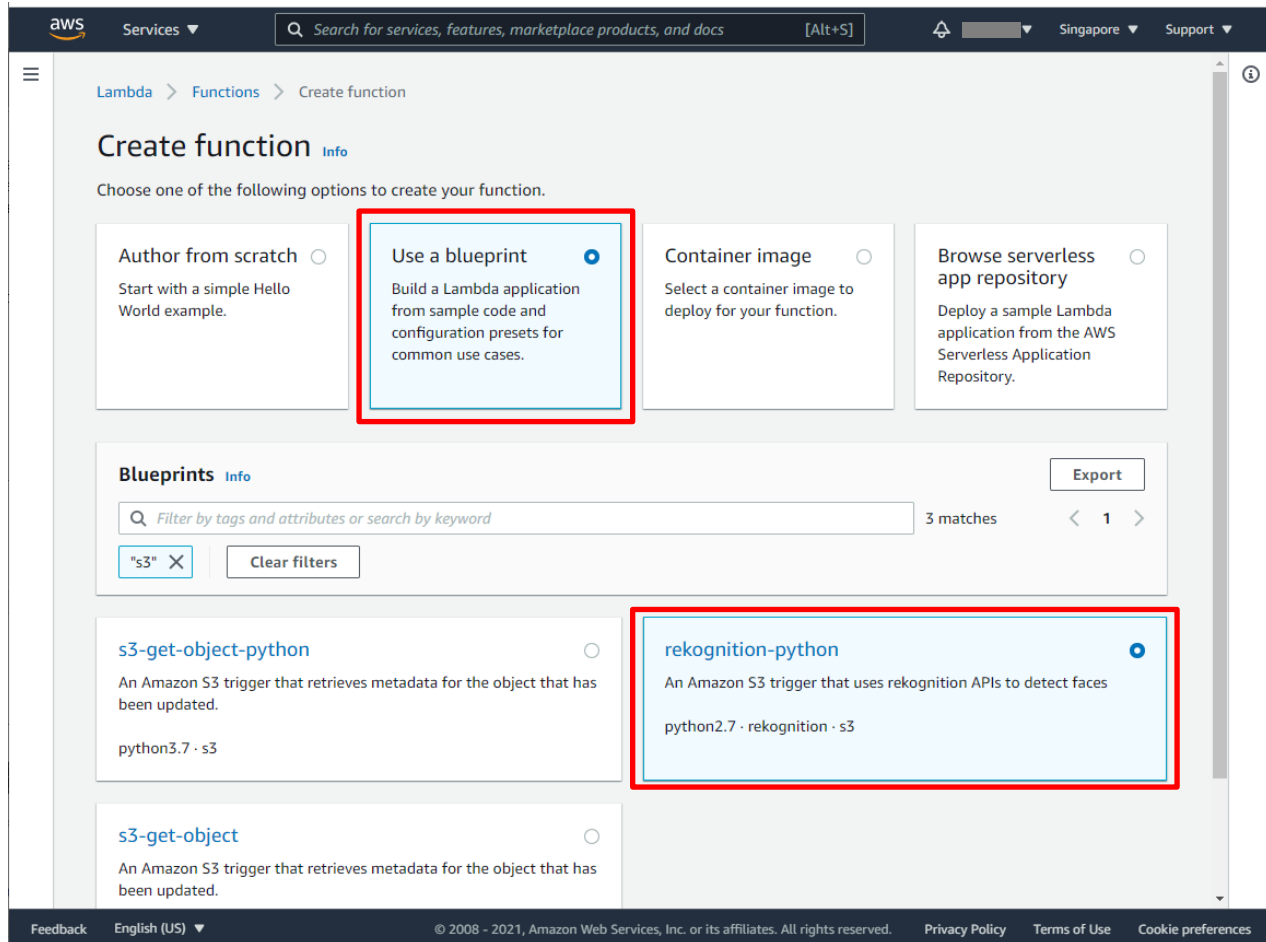 aws Services ▼ Search for services, features, marketplace products, and docs [Alt+S] ▼ Singapore ▼ Support ▼
Lambda > Functions > Create function
Create function Info
Choose one of the following options to create your function.
Author from scratch
Start with a simple Hello
World example.
Use a blueprint
Build a Lambda application
from sample code and
configuration presets for
common use cases.
Container image
Select a container image to
deploy for your function.
Browse serverless
app repository
Deploy a sample Lambda
application from the AWS
Serverless Application
Repository.
Blueprints Info
Export
Filter by tags and attributes or search by keyword
3 matches < 1 >
"s3" X Clear filters
s3-get-object-python
An Amazon S3 trigger that retrieves metadata for the object that has
been updated.
python3.7 · s3
rekognition-python
An Amazon S3 trigger that uses rekognition APIs to detect faces
python2.7 · rekognition · s3
s3-get-object
An Amazon S3 trigger that retrieves metadata for the object that has
been updated.
Feedback English (US) ▼ © 2008 - 2021, Amazon Web Services, Inc. or its affiliates. All rights reserved. Privacy Policy Terms of Use Cookie preferences